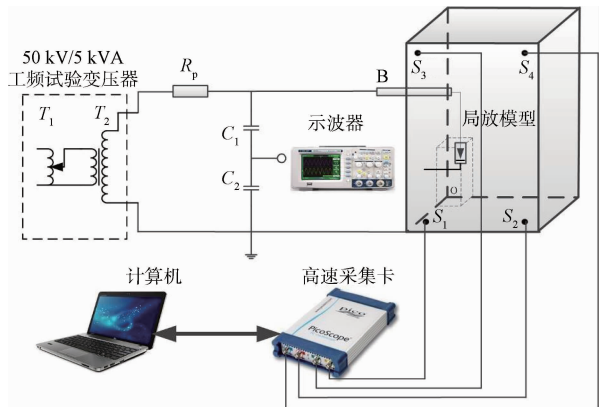 50 kV/5 kVA
工频试验变压器
T1
T2
Rp
C1
C2
示波器
B
S3
S4
局放模型
O
S1
S2
计算机
高速采集卡
pico
PicoScope